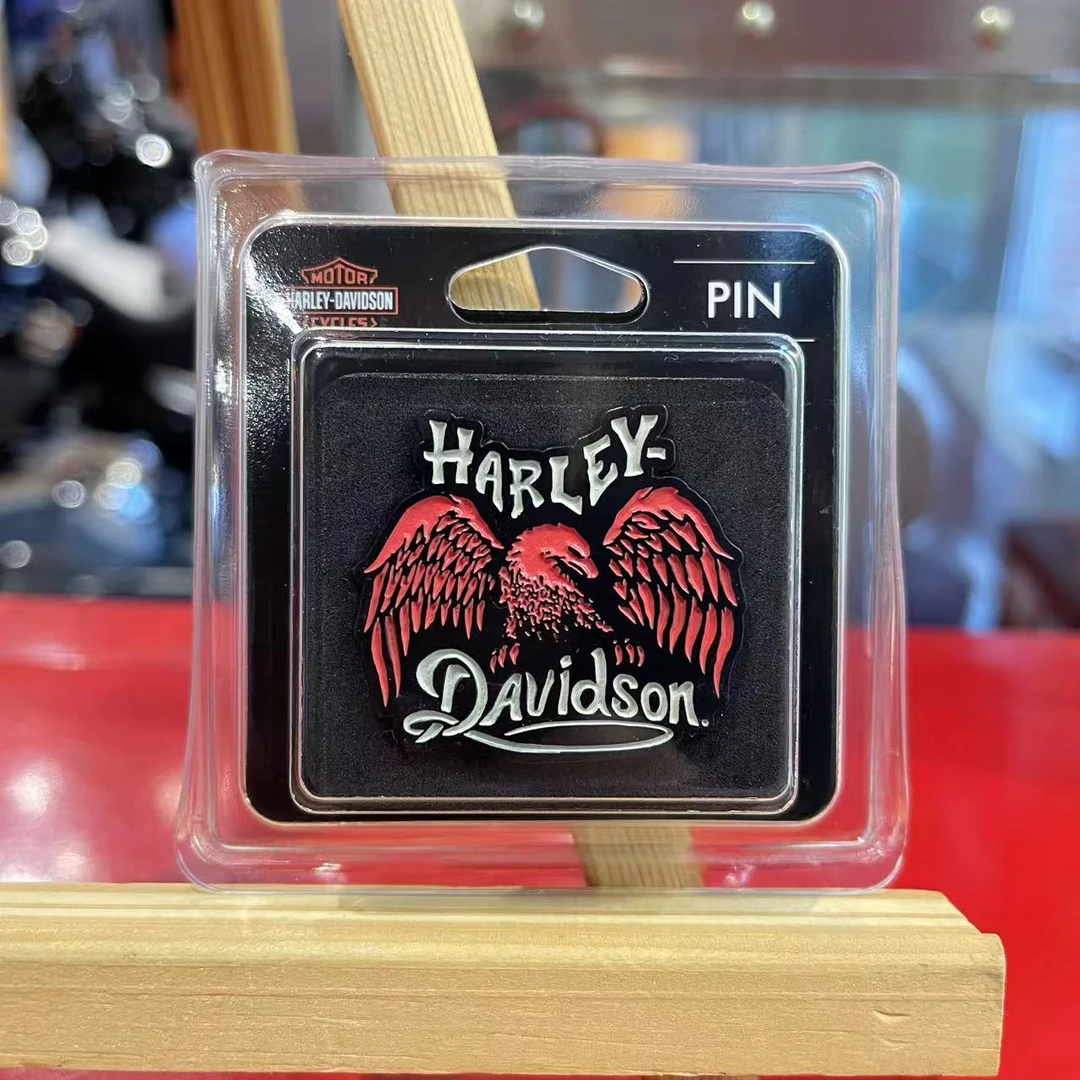 MOTOR
HARLEY-DAVIDSON
CYCLES
PIN
HARLEY-
DAVIDSON.